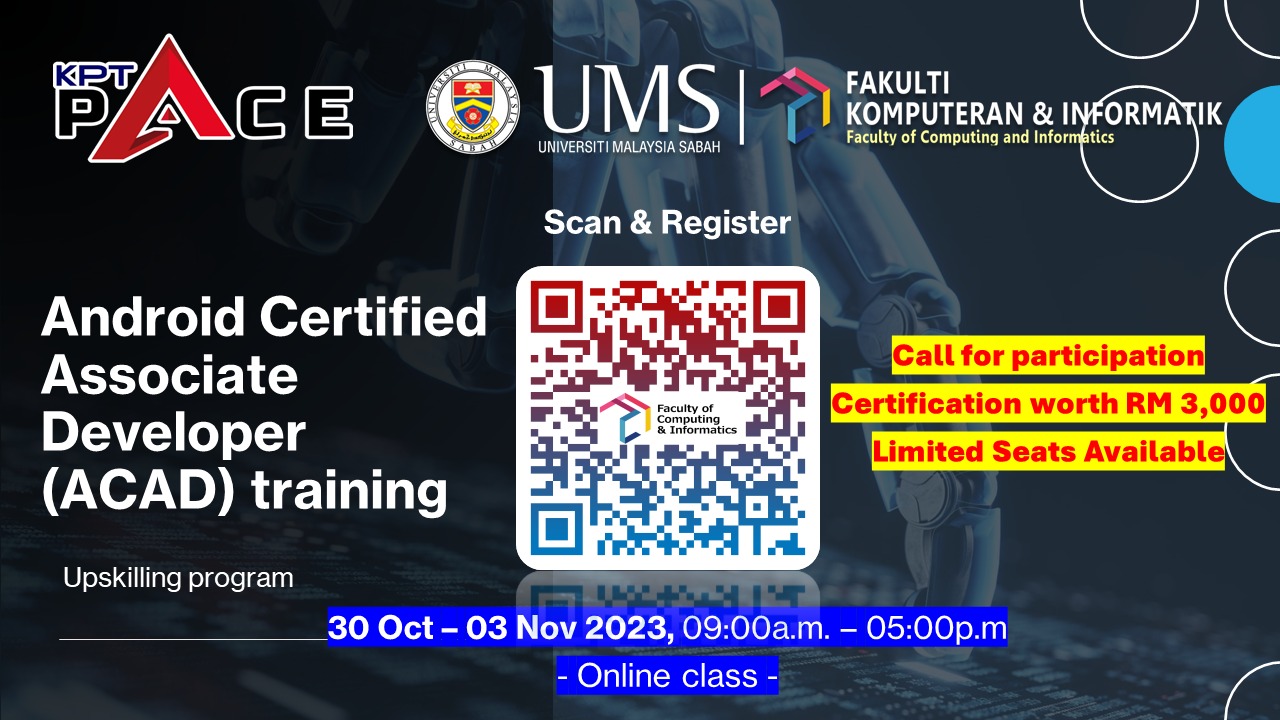 KPT
PACE
UNIVERSITI MALAYSIA
SABAH
UMS
UNIVERSITI MALAYSIA SABAH
FAKULTI
KOMPUTERAN & INFORMATIK
Faculty of Computing and Informatics
Scan & Register
Android Certified
Associate
Developer
(ACAD) training
Faculty of
Computing
& Informatics
Call for participation
Certification worth RM 3,000
Limited Seats Available
Upskilling program
30 Oct – 03 Nov 2023, 09:00a.m. – 05:00p.m
- Online class -